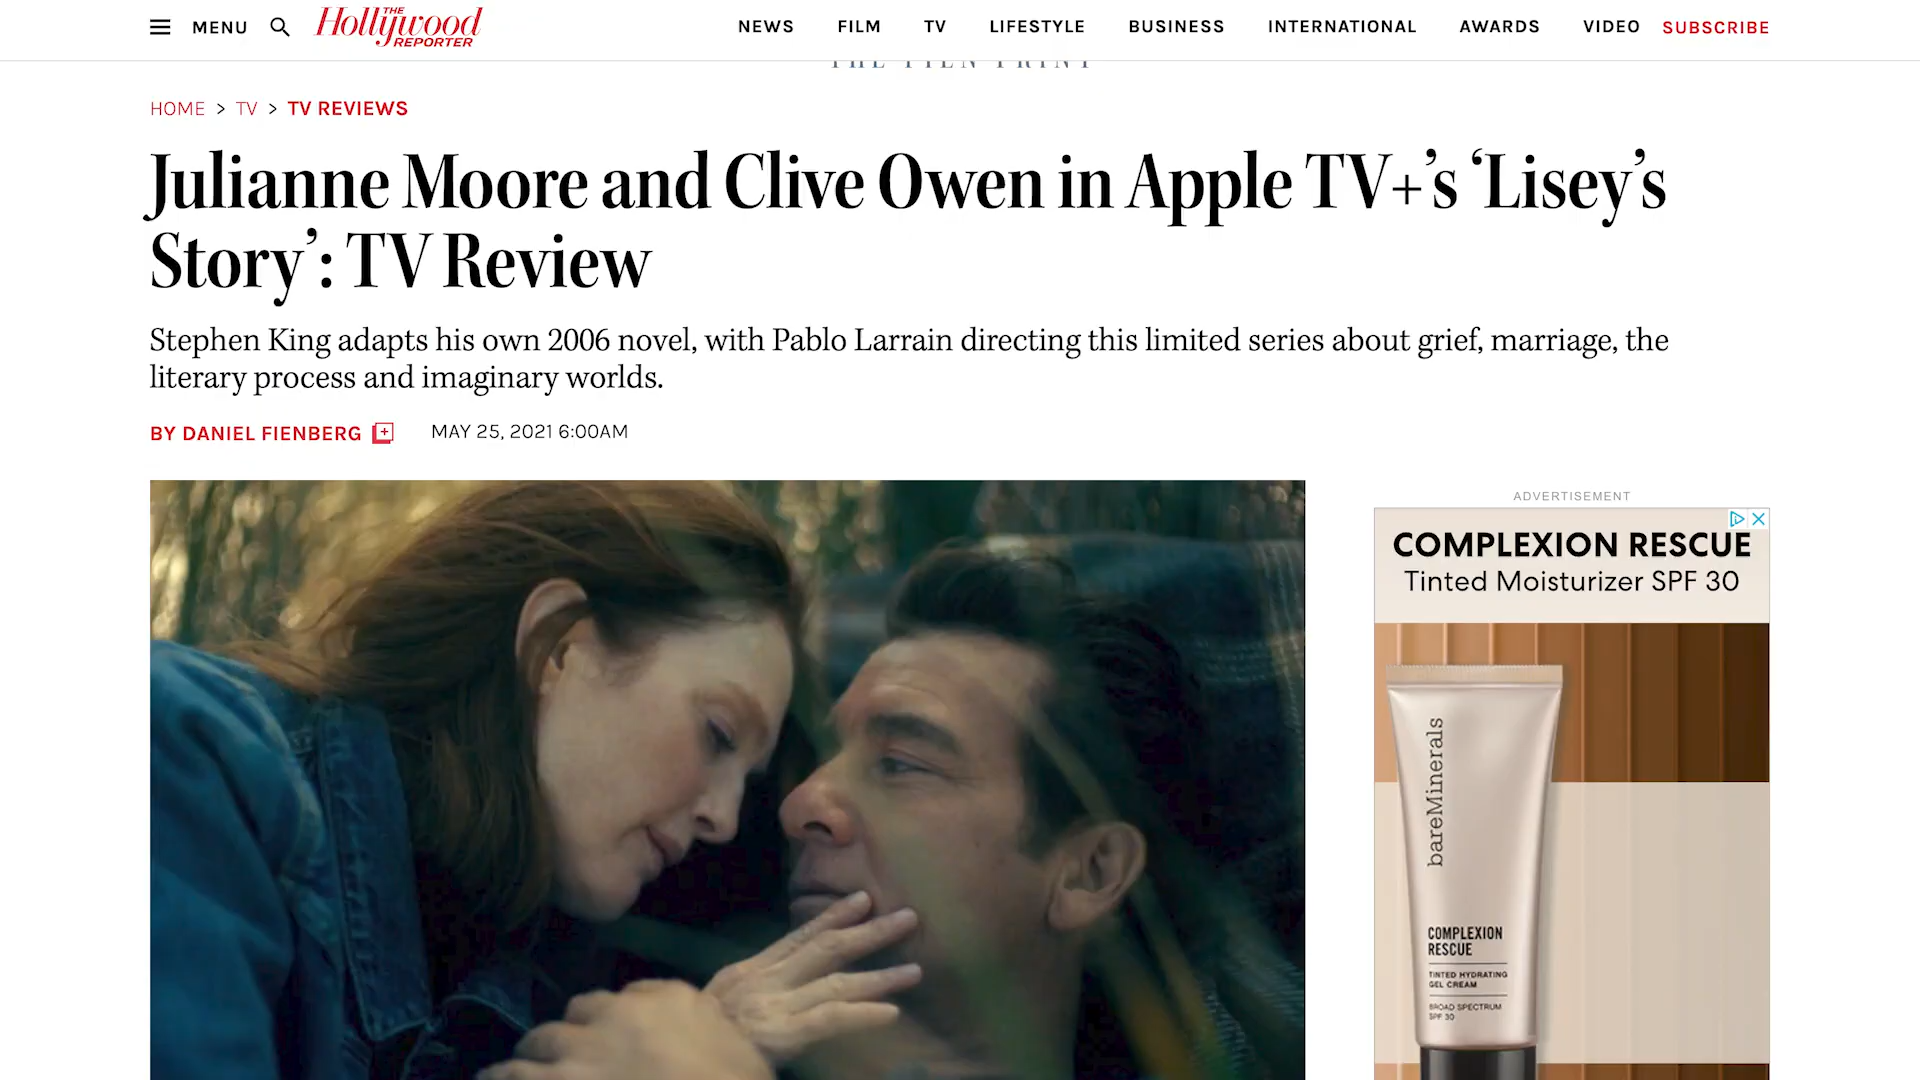 MENU
THE
Hollywood
REPORTER
NEWS FILM TV LIFESTYLE BUSINESS INTERNATIONAL AWARDS VIDEO SUBSCRIBE
HOME > TV > TV REVIEWS
Julianne Moore and Clive Owen in Apple TV+’s ‘Lisey’s
Story’: TV Review
Stephen King adapts his own 2006 novel, with Pablo Larrain directing this limited series about grief, marriage, the
literary process and imaginary worlds.
BY DANIEL FIENBERG MAY 25, 2021 6:00AM
ADVERTISEMENT
COMPLEXION RESCUE
Tinted Moisturizer SPF 30
bareMinerals
COMPLEXION
RESCUE
TINTED HYDRATING
GEL CREAM
BROAD SPECTRUM
SPF 30